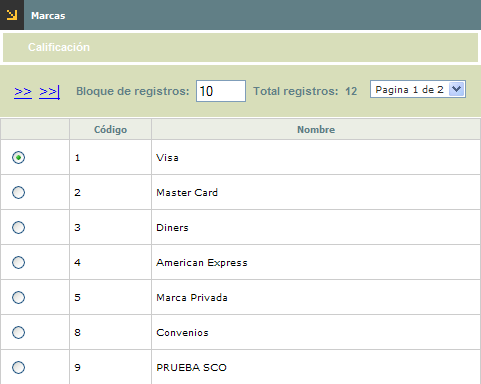 Marcas
Calificación
>> >>| Bloque de registros: 10 Total registros: 12 Pagina 1 de 2
Código Nombre
1 Visa
2 Master Card
3 Diners
4 American Express
5 Marca Privada
8 Convenios
9 PRUEBA SCO